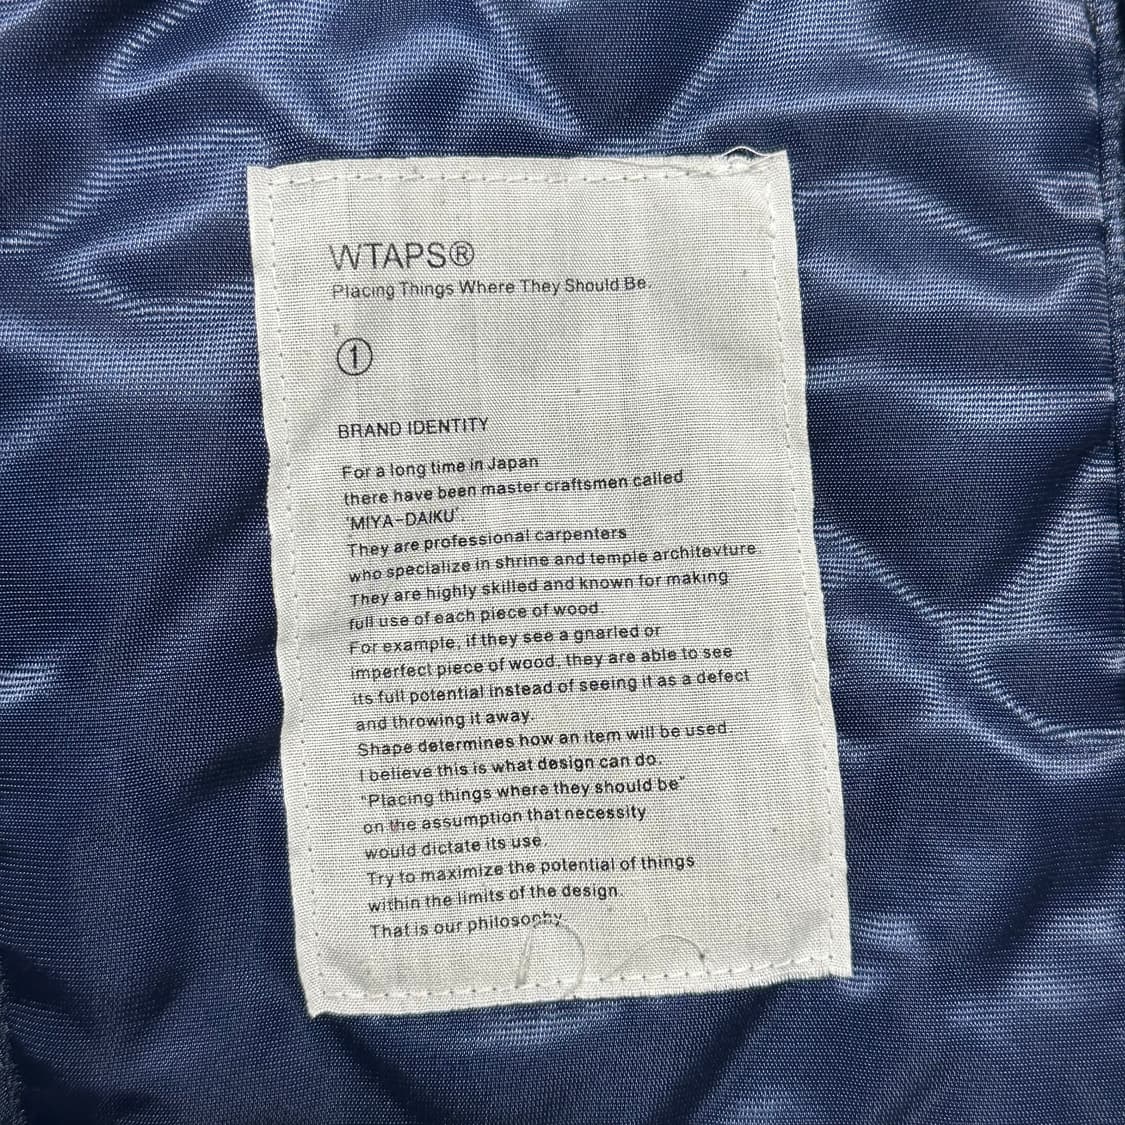 WTAPS®
Placing Things Where They Should Be.
①
BRAND IDENTITY
For a long time in Japan
there have been master craftsmen called
'MIYA-DAIKU'.
They are professional carpenters
who specialize in shrine and temple architevture.
They are highly skilled and known for making
full use of each piece of wood.
For example, if they see a gnarled or
imperfect piece of wood, they are able to see
its full potential instead of seeing it as a defect
and throwing it away.
Shape determines how an item will be used.
I believe this is what design can do.
"Placing things where they should be"
on the assumption that necessity
would dictate its use.
Try to maximize the potential of things
within the limits of the design.
That is our philosophy.